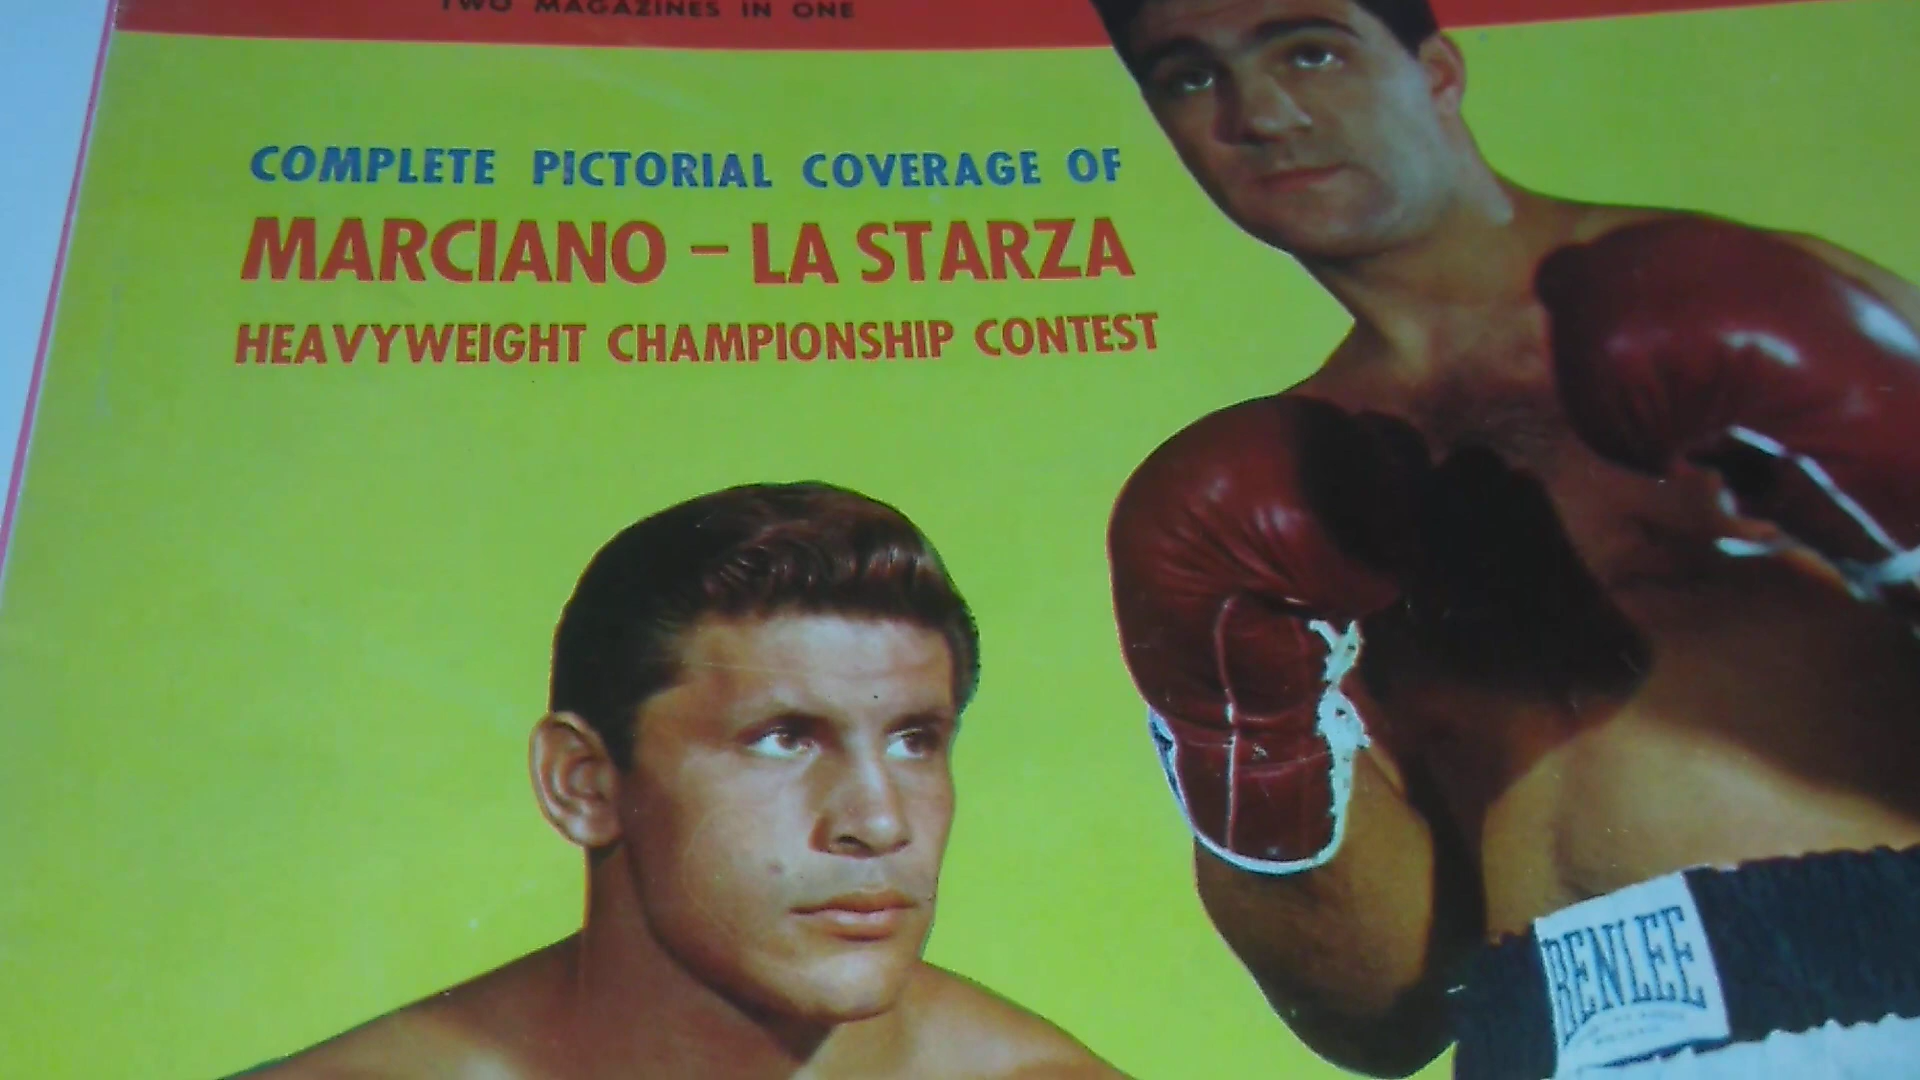 TWO MAGAZINES IN ONE
COMPLETE PICTORIAL COVERAGE OF
MARCIANO - LA STARZA
HEAVYWEIGHT CHAMPIONSHIP CONTEST
BENLEE